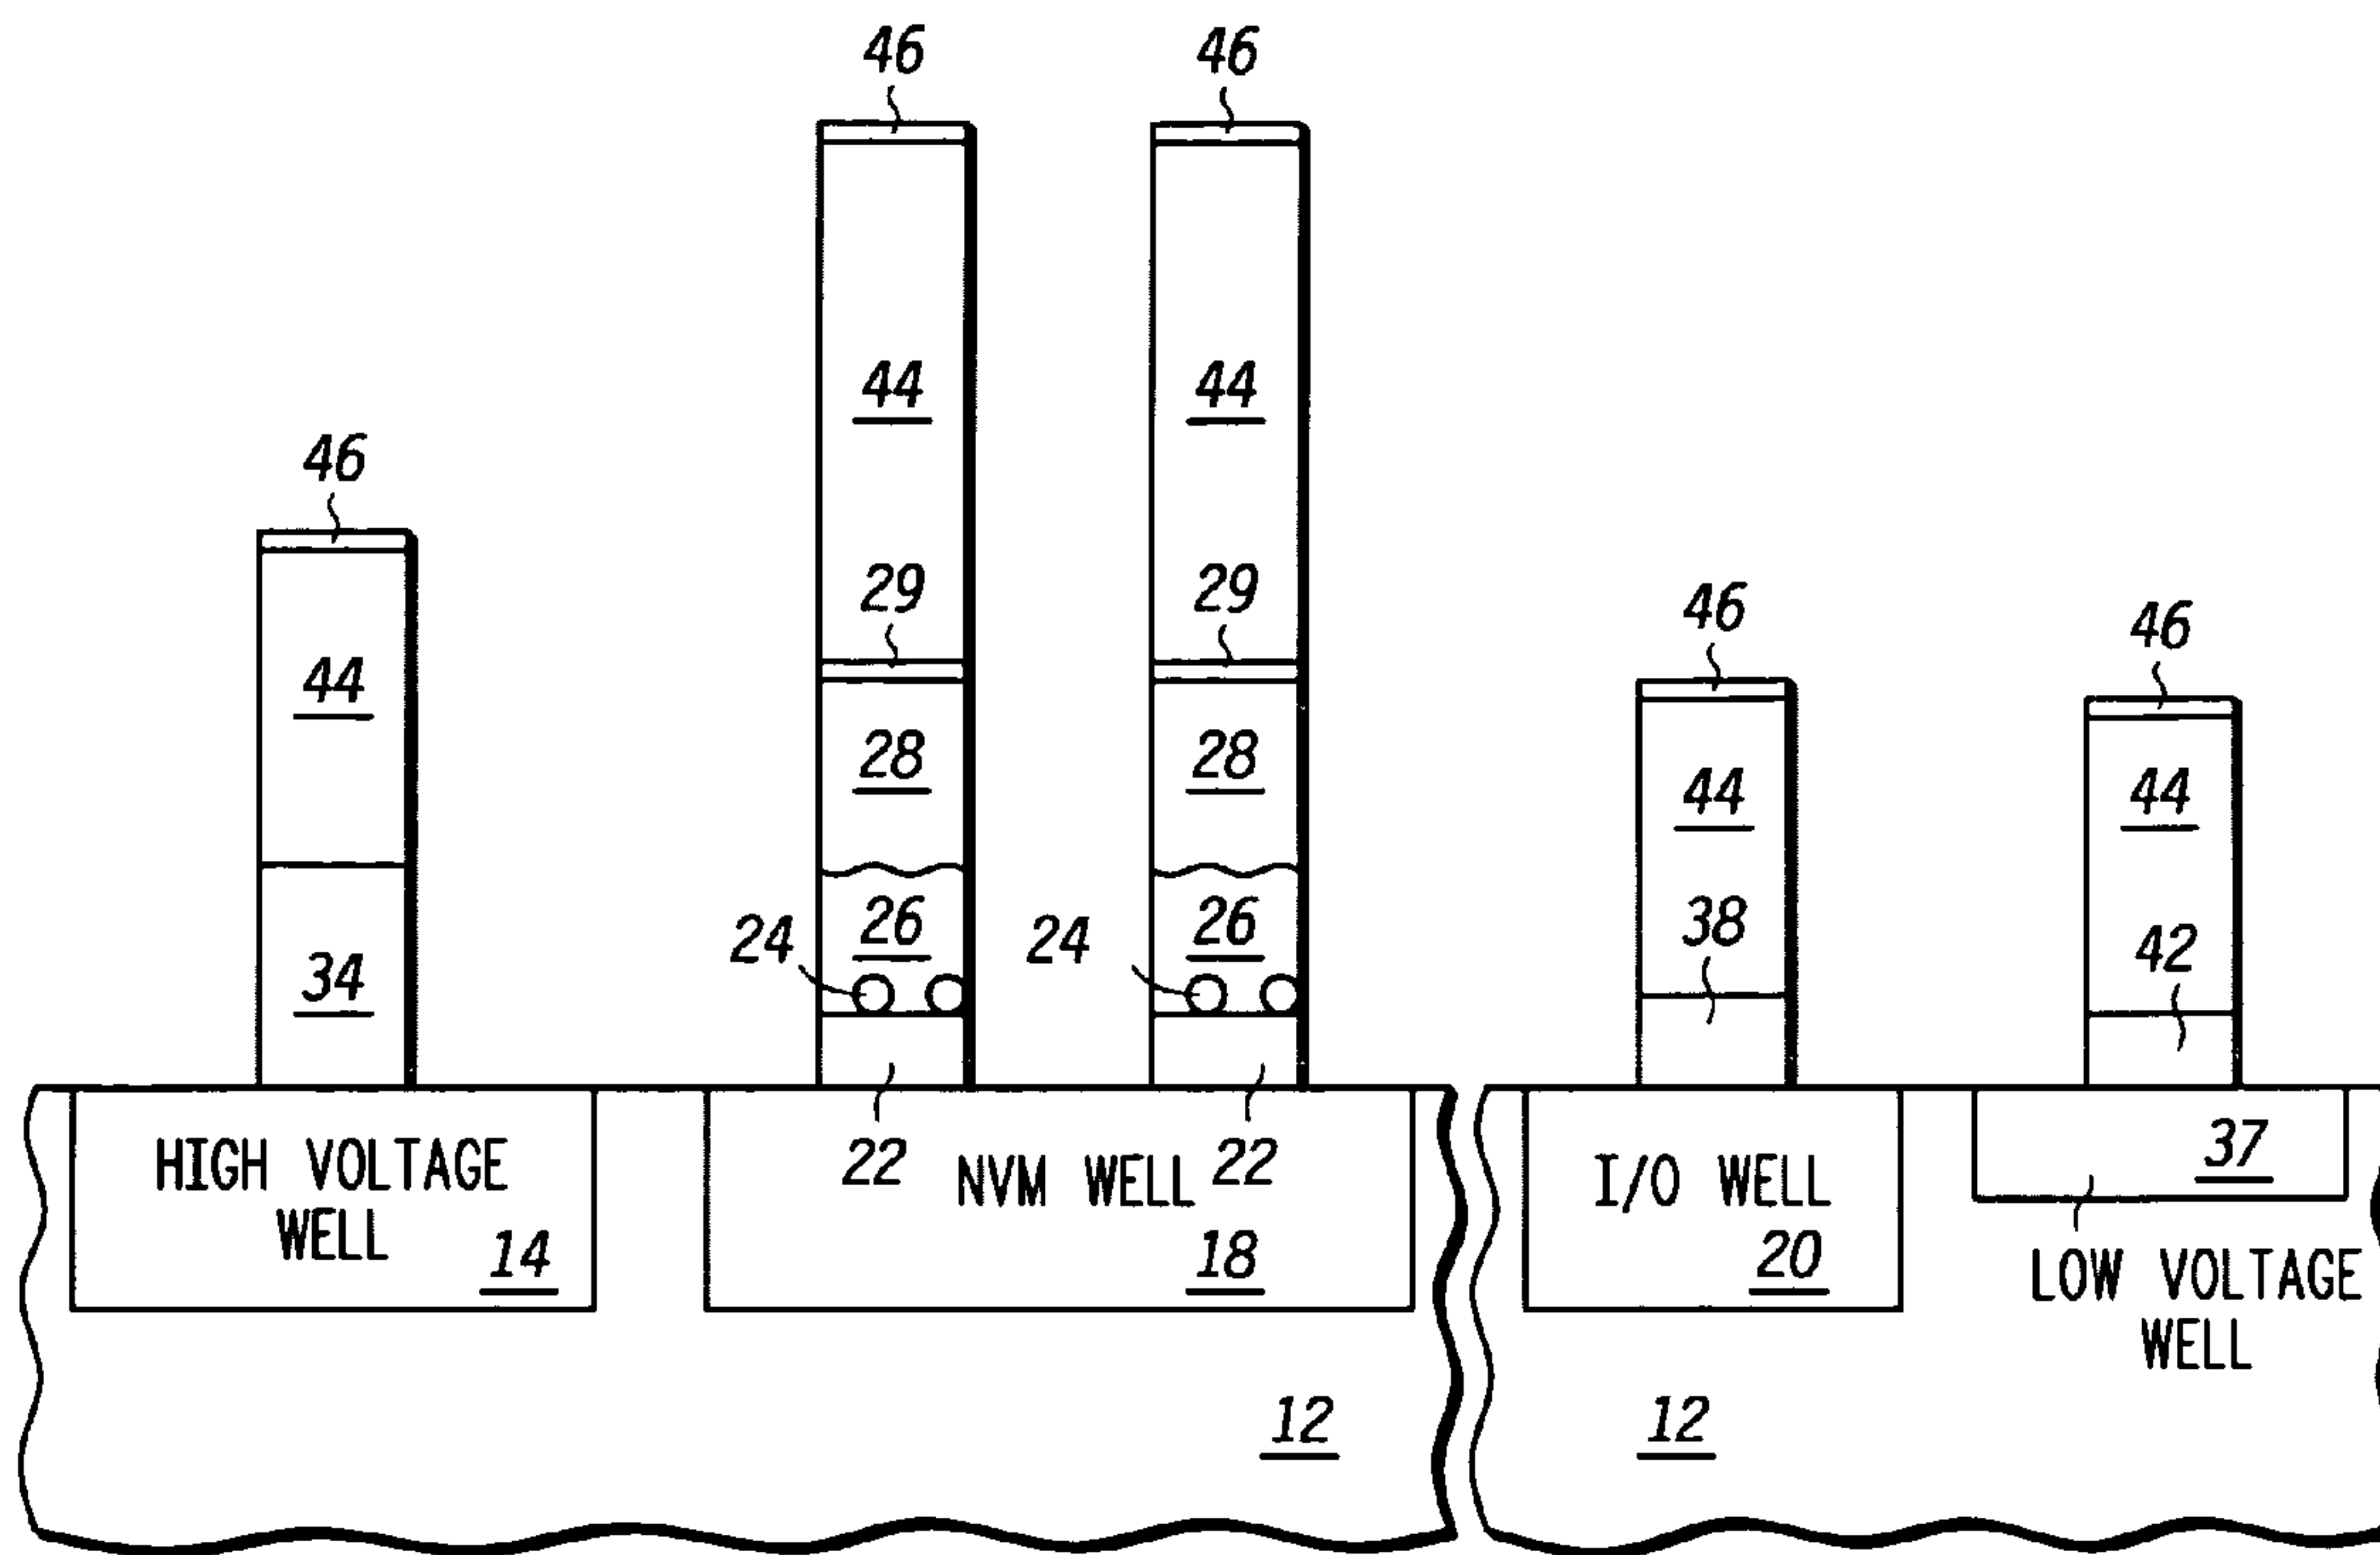 46 46
44 44
46
29 29
46 46
44
28 28
44 44
24 26 24 26
38
42
34
22 22
HIGH VOLTAGE
WELL
14
NVM WELL
18
I/O WELL
20
37
LOW VOLTAGE
WELL
12 12